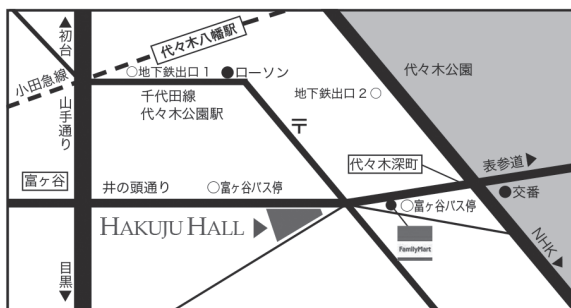 ▲初台
代々木八幡駅
小田急線
○地下鉄出口1
●ローソン
代々木公園
千代田線
代々木公園駅
地下鉄出口2○
〒
山手通り
代々木深町
表参道▶
富ヶ谷
井の頭通り
○富ヶ谷バス停
○富ヶ谷バス停
●交番
HAKUJU HALL ▶
FamilyMart
NHK▶
目黒▼